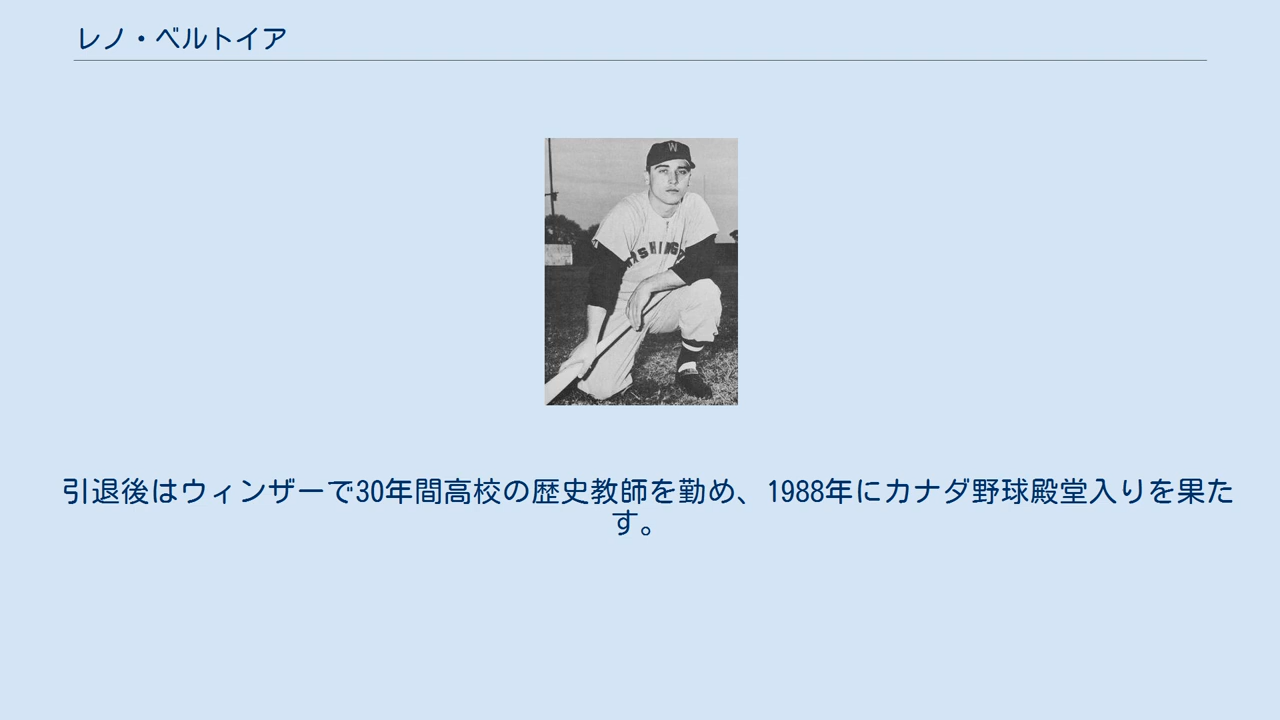 レノ・ベルトイア
W
引退後はウィンザーで30年間高校の歴史教師を勤め、1988年にカナダ野球殿堂入りを果た
す。